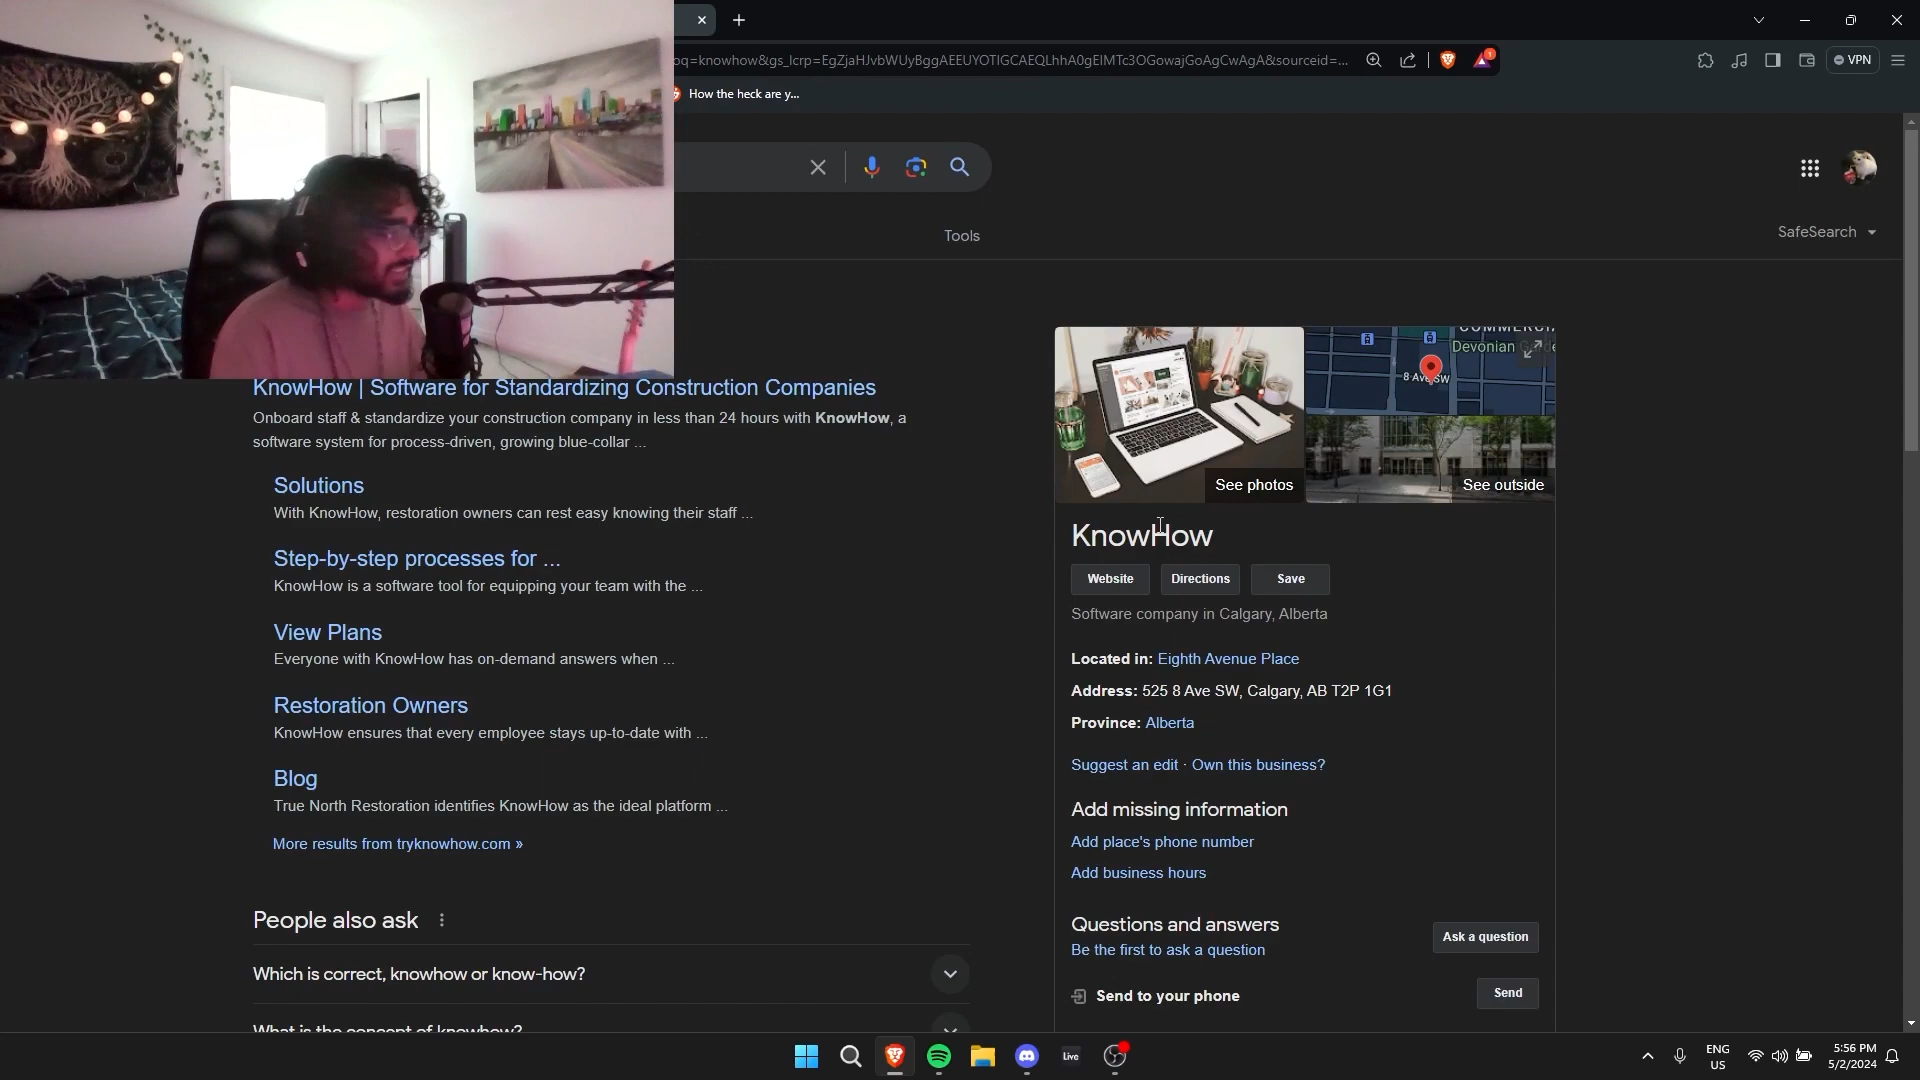 oq=knowhow&gs_lcrp=EgZjaHJvbWUyBggAEEUYOTIGCAEQLhhA0gEIMTc3OGowajGoAgCwAgA&sourceid=...
1
VPN
How the heck are y...
Tools
SafeSearch
KnowHow | Software for Standardizing Construction Companies
Onboard staff & standardize your construction company in less than 24 hours with KnowHow, a
software system for process-driven, growing blue-collar ...
Solutions
With KnowHow, restoration owners can rest easy knowing their staff ...
Step-by-step processes for ...
KnowHow is a software tool for equipping your team with the ...
View Plans
Everyone with KnowHow has on-demand answers when ...
Restoration Owners
KnowHow ensures that every employee stays up-to-date with ...
Blog
True North Restoration identifies KnowHow as the ideal platform ...
More results from tryknowhow.com »
People also ask
Which is correct, knowhow or know-how?
What is the concept of knowhow?
Devonian
8 Ave SW
See photos
See outside
KnowHow
Website
Directions
Save
Software company in Calgary, Alberta
Located in: Eighth Avenue Place
Address: 525 8 Ave SW, Calgary, AB T2P 1G1
Province: Alberta
Suggest an edit · Own this business?
Add missing information
Add place's phone number
Add business hours
Questions and answers
Be the first to ask a question
Ask a question
Send to your phone
Send
Live
ENG
US
5:56 PM
5/2/2024